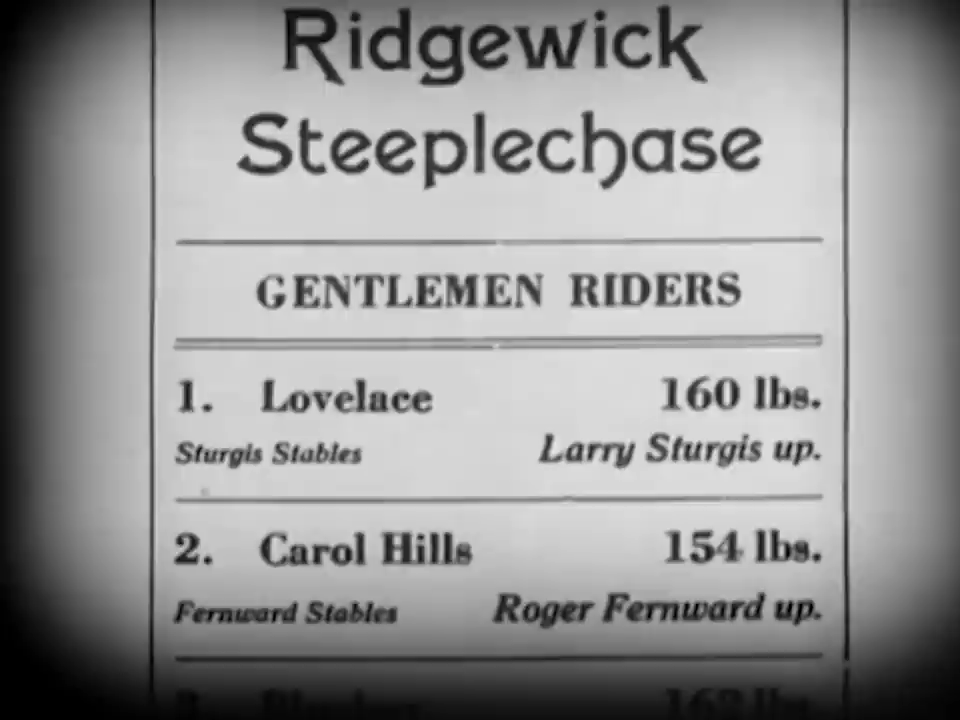 Ridgewick
Steeplechase
GENTLEMEN RIDERS
1. Lovelace 160 lbs.
Sturgis Stables Larry Sturgis up.
2. Carol Hills 154 lbs.
Fernward Stables Roger Fernward up.